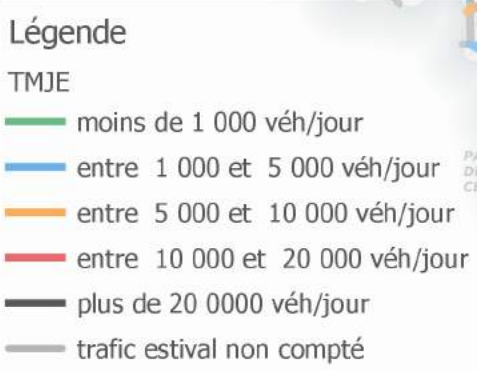 Légende
TMJE
moins de 1 000 véh/jour
entre 1 000 et 5 000 véh/jour
entre 5 000 et 10 000 véh/jour
entre 10 000 et 20 000 véh/jour
plus de 20 0000 véh/jour
trafic estival non compté